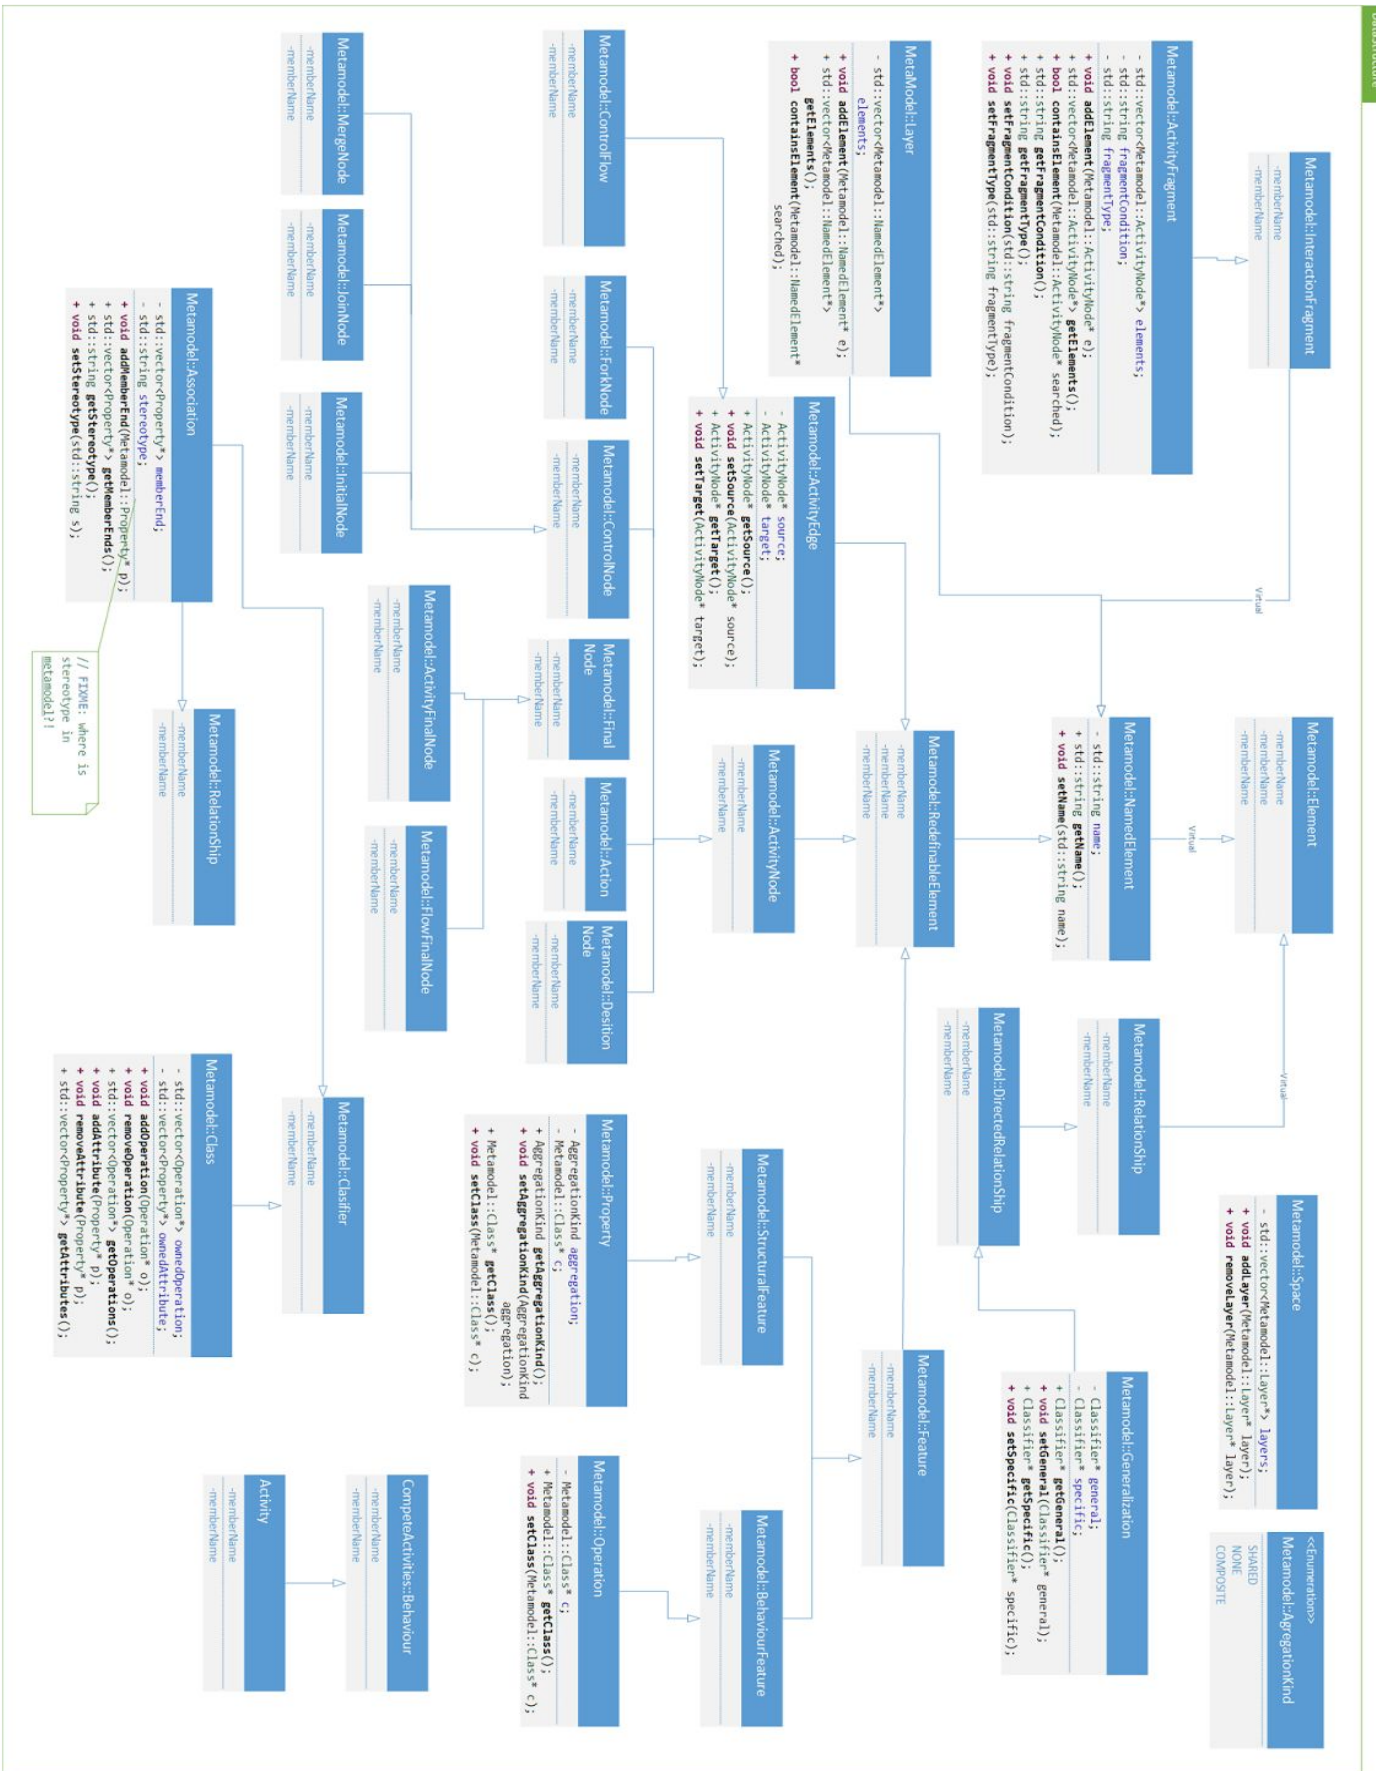 DataStructure
Metamodel::InteractionFragment
-memberName
-memberName
Metamodel::ActivityFragment
- std::vector<Metamodel::ActivityNode*> elements;
- std::string fragmentCondition;
- std::string fragmentType;
+ void addElement(Metamodel::ActivityNode* e);
+ std::vector<Metamodel::ActivityNode*> getElements();
+ bool containsElement(Metamodel::ActivityNode* searched);
+ std::string getFragmentCondition();
+ std::string getFragmentType();
+ void setFragmentCondition(std::string fragmentCondition);
+ void setFragmentType(std::string fragmentType);
MetaModel::Layer
- std::vector<Metamodel::NamedElement*>
elements;
+ void addElement(Metamodel::NamedElement* e);
+ std::vector<Metamodel::NamedElement*>
getElements();
+ bool containsElement(Metamodel::NamedElement*
searched);
Metamodel::ControlFlow
-memberName
-memberName
Metamodel::MergeNode
-memberName
-memberName
Virtual
Metamodel::ActivityEdge
- ActivityNode* source;
- ActivityNode* target;
+ ActivityNode* getSource();
+ void setSource(ActivityNode* source);
+ ActivityNode* getTarget();
+ void setTarget(ActivityNode* target);
Metamodel::ForkNode
-memberName
-memberName
Metamodel::ControlNode
-memberName
-memberName
Metamodel::JoinNode
-memberName
-memberName
Metamodel::InitialNode
-memberName
-memberName
Metamodel::Association
- std::vector<Property*> memberEnd;
- std::string stereotype;
+ void addMemberEnd(Metamodel::Property* p);
+ std::vector<Property*> getMemberEnds();
+ std::string getStereotype();
+ void setStereotype(std::string s);
Metamodel::Element
-memberName
-memberName
-memberName
Virtual
Metamodel::NamedElement
- std::string name;
+ std::string getName();
+ void setName(std::string name);
Metamodel::RedefinableElement
-memberName
-memberName
-memberName
Metamodel::ActivityNode
-memberName
-memberName
Metamodel::Final
Node
-memberName
-memberName
Metamodel::Action
-memberName
-memberName
Metamodel::Desition
Node
-memberName
-memberName
Metamodel::ActivityFinalNode
-memberName
-memberName
Metamodel::FlowFinalNode
-memberName
-memberName
Metamodel::RelationShip
-memberName
-memberName
// FIXME: where is
stereotype in
metamodel?!
Virtual
Metamodel::RelationShip
-memberName
-memberName
Metamodel::DirectedRelationShip
-memberName
-memberName
Metamodel::Space
- std::vector<Metamodel::Layer*> layers;
+ void addLayer(Metamodel::Layer* layer);
+ void removeLayer(Metamodel::Layer* layer);
<<Enumeration>>
Metamodel::AgregationKind
SHARED
NONE
COMPOSITE
Metamodel::Generalization
- Classifier* general;
- Classifier* specific;
+ Classifier* getGeneral();
+ void setGeneral(Classifier* general);
+ Classifier* getSpecific();
+ void setSpecific(Classifier* specific);
Metamodel::Feature
-memberName
-memberName
Metamodel::StructuralFeature
-memberName
-memberName
Metamodel::BehaviourFeature
-memberName
-memberName
Metamodel::Property
- AggregationKind aggregation;
- Metamodel::Class* c;
+ AggregationKind getAggregationKind();
+ void setAggregationKind(AggregationKind
aggregation);
+ Metamodel::Class* getClass();
+ void setClass(Metamodel::Class* c);
Metamodel::Operation
- Metamodel::Class* c;
+ Metamodel::Class* getClass();
+ void setClass(Metamodel::Class* c);
Metamodel::Clasifier
-memberName
-memberName
Metamodel::Class
- std::vector<Operation*> ownedOperation;
- std::vector<Property*> ownedAttribute;
+ void addOperation(Operation* o);
+ void removeOperation(Operation* o);
+ std::vector<Operation*> getOperations();
+ void addAttribute(Property* p);
+ void removeAttribute(Property* p);
+ std::vector<Property*> getAttributes();
CompeteActivities::Behaviour
-memberName
-memberName
Activity
-memberName
-memberName